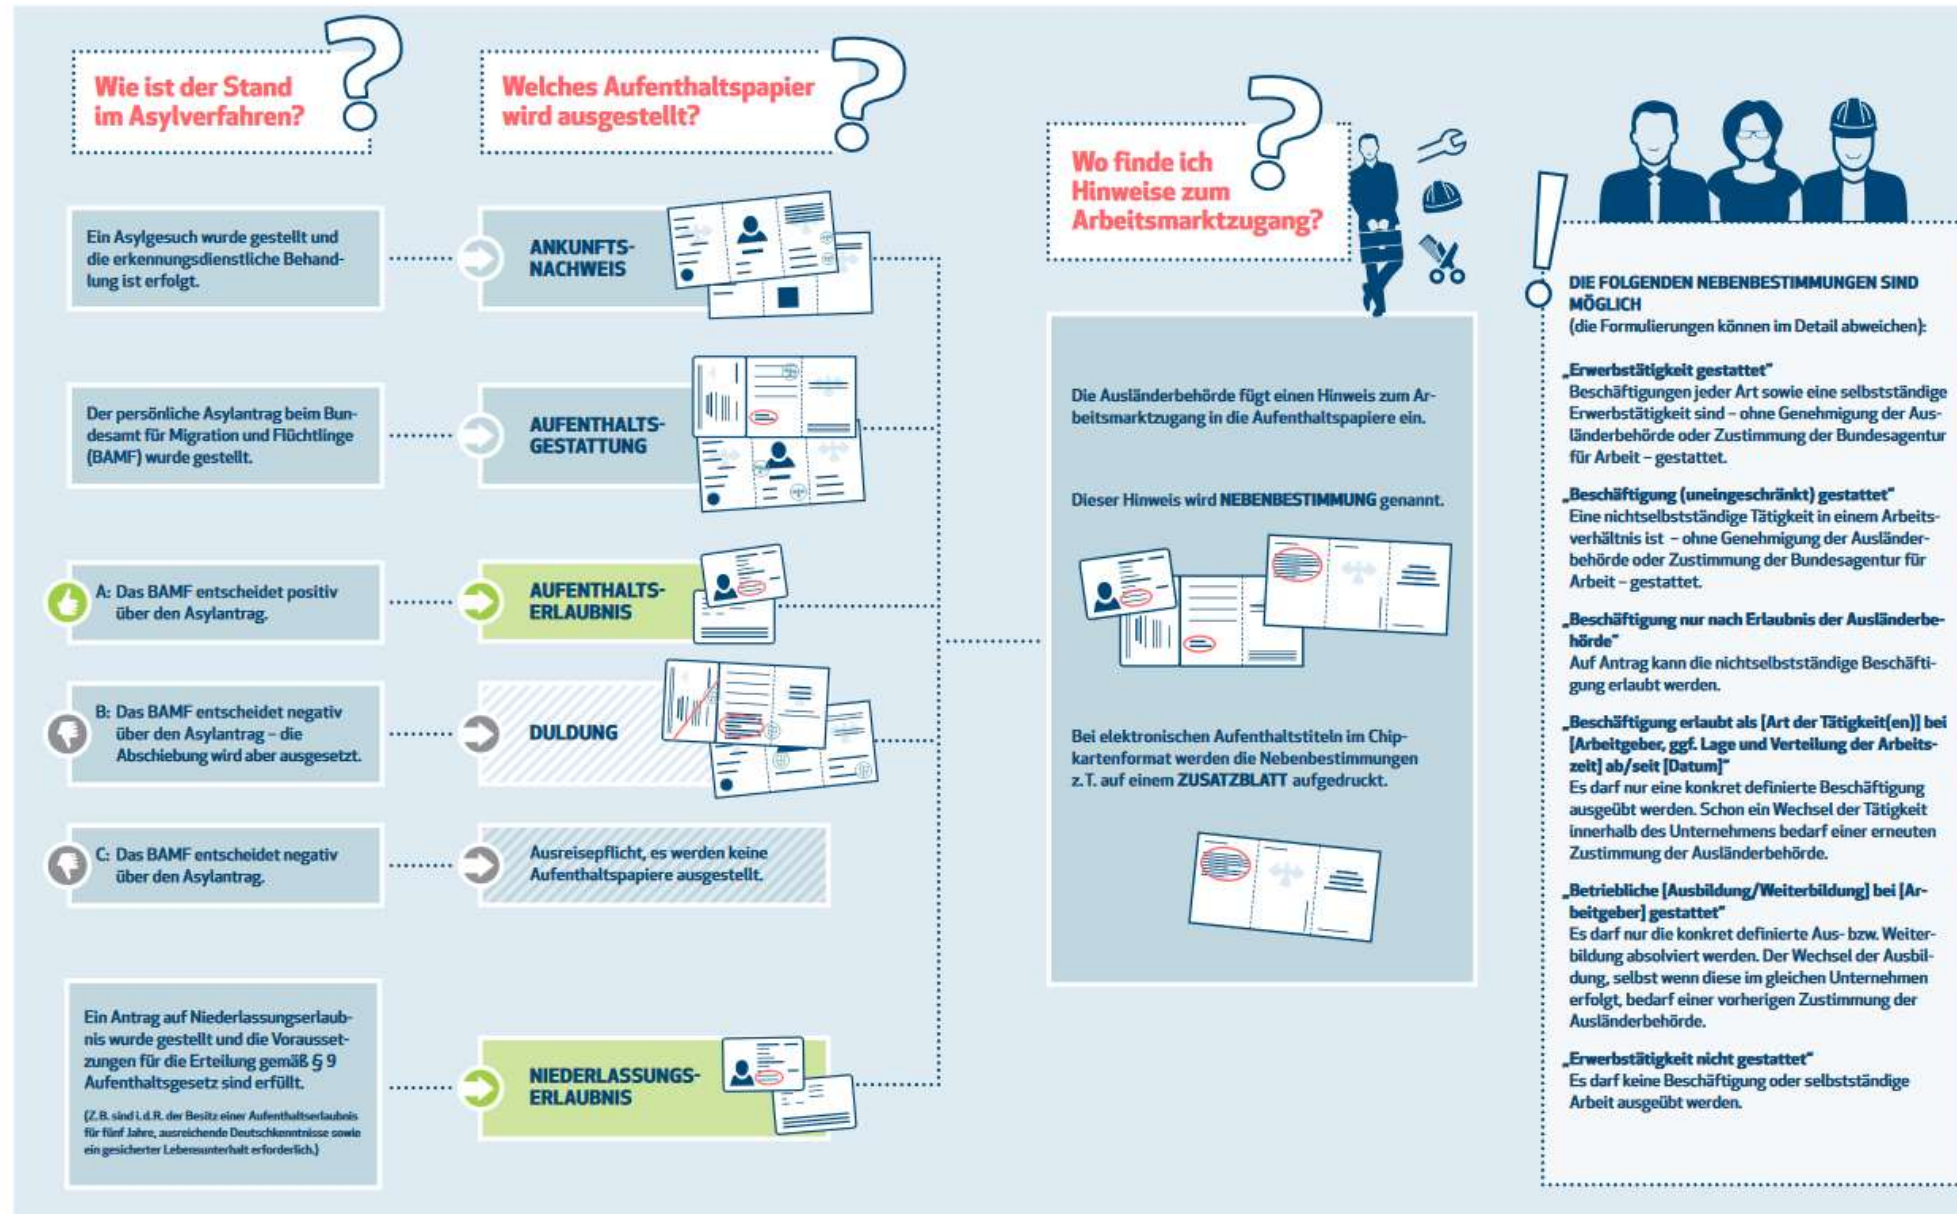 Wie ist der Stand
im Asylverfahren?
Welches Aufenthaltspapier
wird ausgestellt?
Wo finde ich
Hinweise zum
Arbeitsmarktzugang?
Ein Asylgesuch wurde gestellt und
die erkennungsdienstliche Behand-
lung ist erfolgt.
ANKUNFTS-
NACHWEIS
Der persönliche Asylantrag beim Bun-
desamt für Migration und Flüchtlinge
(BAMF) wurde gestellt.
AUFENTHALTS-
GESTATTUNG
A: Das BAMF entscheidet positiv
über den Asylantrag.
AUFENTHALTS-
ERLAUBNIS
B: Das BAMF entscheidet negativ
über den Asylantrag – die
Abschiebung wird aber ausgesetzt.
DULDUNG
C: Das BAMF entscheidet negativ
über den Asylantrag.
Ausreisepflicht, es werden keine
Aufenthaltspapiere ausgestellt.
Ein Antrag auf Niederlassungserlaub-
nis wurde gestellt und die Vorausset-
zungen für die Erteilung gemäß § 9
Aufenthaltsgesetz sind erfüllt.
(Z.B. sind i.d.R. der Besitz einer Aufenthaltserlaubnis
für fünf Jahre, ausreichende Deutschkenntnisse sowie
ein gesicherter Lebensunterhalt erforderlich.)
NIEDERLASSUNGS-
ERLAUBNIS
Die Ausländerbehörde fügt einen Hinweis zum Ar-
beitsmarktzugang in die Aufenthaltspapiere ein.
Dieser Hinweis wird NEBENBESTIMMUNG genannt.
Bei elektronischen Aufenthaltstiteln im Chip-
kartenformat werden die Nebenbestimmungen
z.T. auf einem ZUSATZBLATT aufgedruckt.
DIE FOLGENDEN NEBENBESTIMMUNGEN SIND
MÖGLICH
(die Formulierungen können im Detail abweichen):
„Erwerbstätigkeit gestattet“
Beschäftigungen jeder Art sowie eine selbstständige
Erwerbstätigkeit sind – ohne Genehmigung der Aus-
länderbehörde oder Zustimmung der Bundesagentur
für Arbeit – gestattet.
„Beschäftigung (uneingeschränkt) gestattet“
Eine nichtselbstständige Tätigkeit in einem Arbeits-
verhältnis ist – ohne Genehmigung der Ausländer-
behörde oder Zustimmung der Bundesagentur für
Arbeit – gestattet.
„Beschäftigung nur nach Erlaubnis der Ausländerbe-
hörde“
Auf Antrag kann die nichtselbstständige Beschäfti-
gung erlaubt werden.
„Beschäftigung erlaubt als [Art der Tätigkeit(en)] bei
[Arbeitgeber, ggf. Lage und Verteilung der Arbeits-
zeit] ab/seit [Datum]“
Es darf nur eine konkret definierte Beschäftigung
ausgeübt werden. Schon ein Wechsel der Tätigkeit
innerhalb des Unternehmens bedarf einer erneuten
Zustimmung der Ausländerbehörde.
„Betriebliche [Ausbildung/Weiterbildung] bei [Ar-
beitgeber] gestattet“
Es darf nur die konkret definierte Aus- bzw. Weiter-
bildung absolviert werden. Der Wechsel der Ausbil-
dung, selbst wenn diese im gleichen Unternehmen
erfolgt, bedarf einer vorherigen Zustimmung der
Ausländerbehörde.
„Erwerbstätigkeit nicht gestattet“
Es darf keine Beschäftigung oder selbstständige
Arbeit ausgeübt werden.